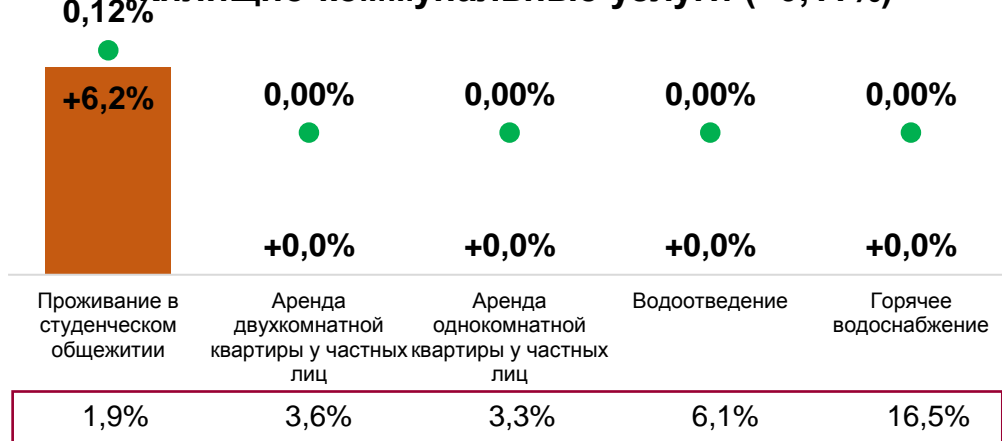 0,12%
+6,2%
0,00%
0,00%
0,00%
0,00%
+0,0%
+0,0%
+0,0%
+0,0%
Проживание в
студенческом
общежитии
Аренда
двухкомнатной
квартиры у частных
лиц
Аренда
однокомнатной
квартиры у частных
лиц
Водоотведение
Горячее
водоснабжение
1,9%
3,6%
3,3%
6,1%
16,5%